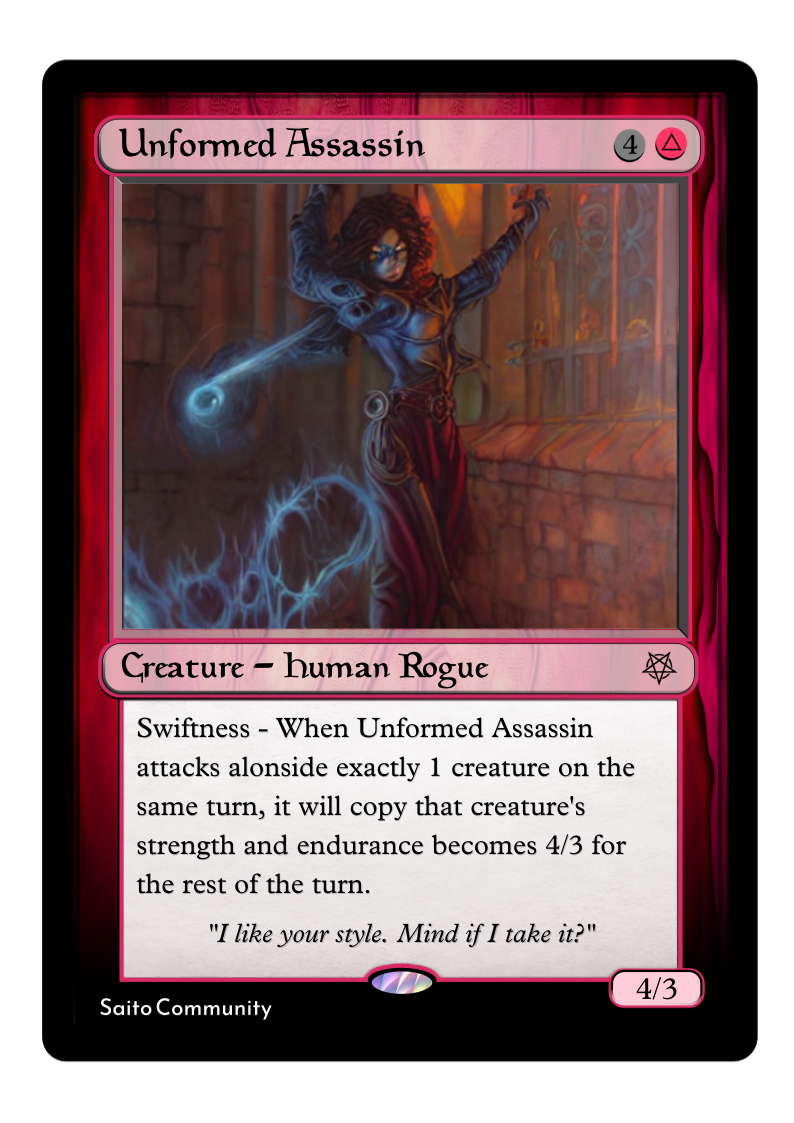 Unformed Assassin 4
Creature – Human Rogue
Swiftness - When Unformed Assassin
attacks alonside exactly 1 creature on the
same turn, it will copy that creature's
strength and endurance becomes 4/3 for
the rest of the turn.
"I like your style. Mind if I take it?"
4/3
Saito Community